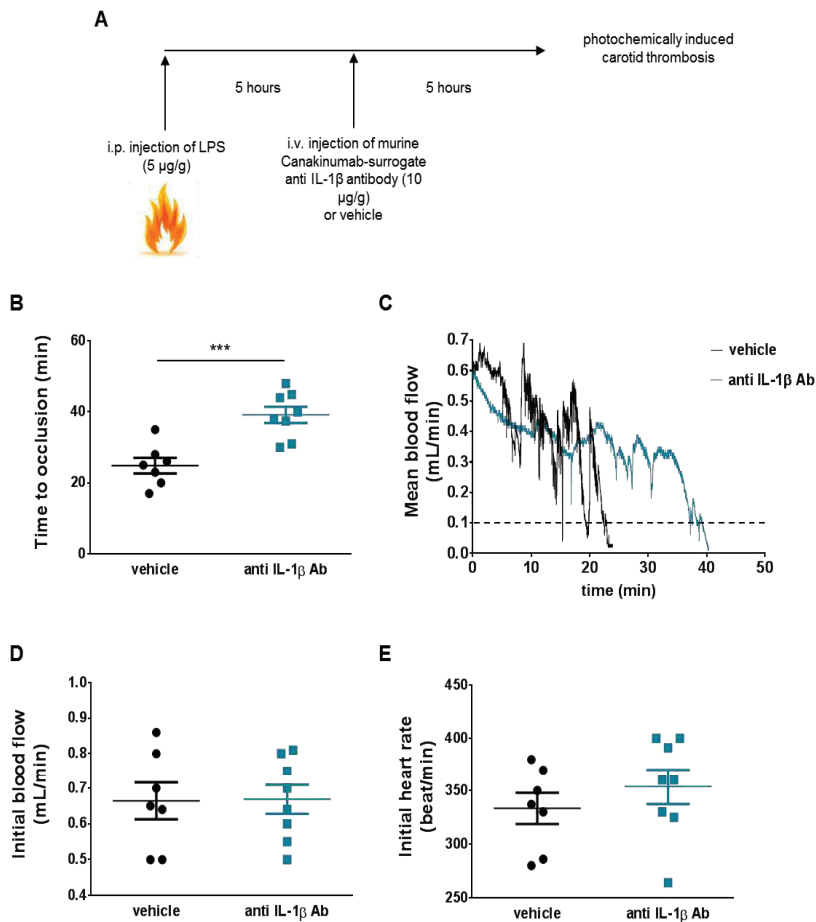 A
photochemically induced
carotid thrombosis
5 hours
5 hours
i.p. injection of LPS
(5 µg/g)
i.v. injection of murine
Canakinumab-surrogate
anti IL-1β antibody (10
µg/g)
or vehicle
B
Time to occlusion (min)
60
40
20
0
***
vehicle
anti IL-1β Ab
C
Mean blood flow
(mL/min)
0.7
0.6
0.5
0.4
0.3
0.2
0.1
0.0
0
10
20
30
40
50
time (min)
vehicle
anti IL-1β Ab
D
Initial blood flow
(mL/min)
1.0
0.9
0.8
0.7
0.6
0.5
0.4
vehicle
anti IL-1β Ab
E
Initial heart rate
(beat/min)
450
400
350
300
250
vehicle
anti IL-1β Ab